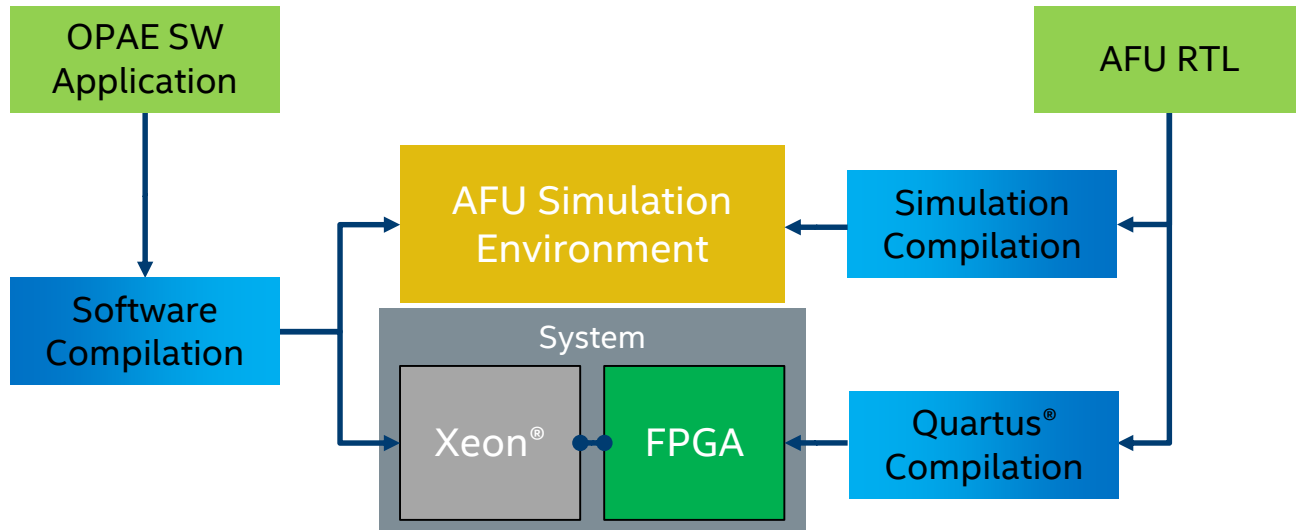 OPAE SW
Application
AFU RTL
AFU Simulation
Environment
Simulation
Compilation
Software
Compilation
System
Xeon®
FPGA
Quartus®
Compilation